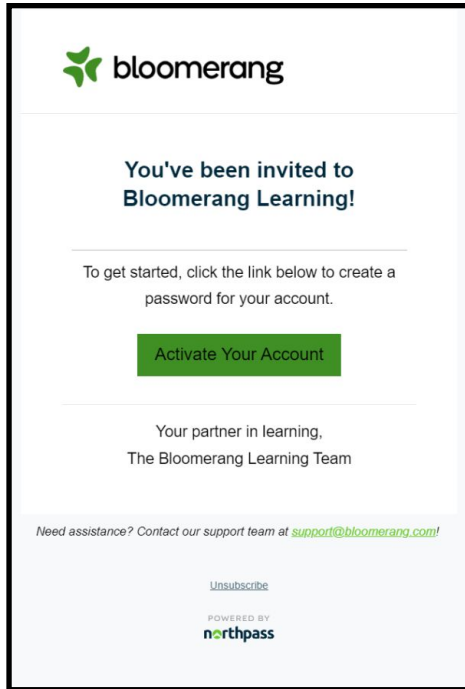 bloomerang
You've been invited to
Bloomerang Learning!
To get started, click the link below to create a
password for your account.
Activate Your Account
Your partner in learning,
The Bloomerang Learning Team
Need assistance? Contact our support team at support@bloomerang.com!
Unsubscribe
POWERED BY
northpass